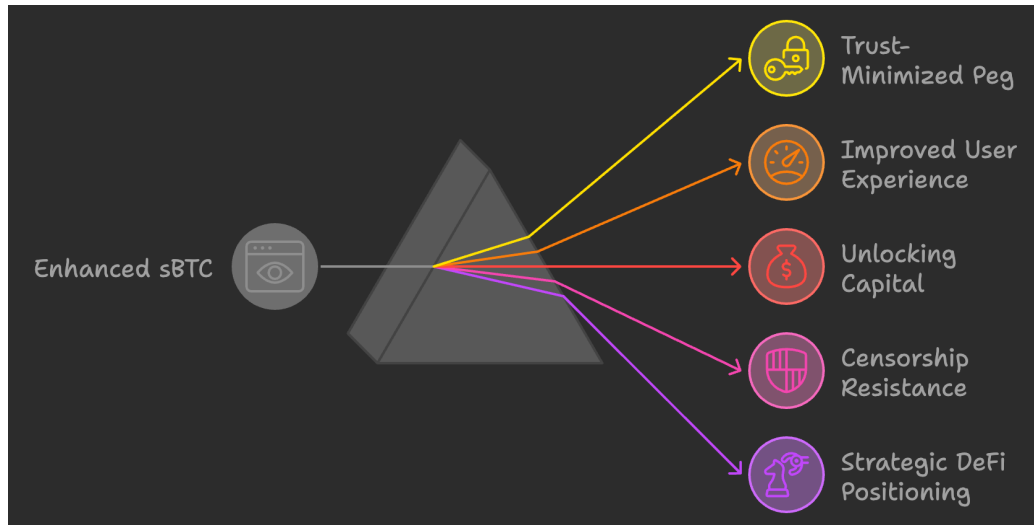 Enhanced sBTC
Trust-
Minimized Peg
Improved User
Experience
Unlocking
Capital
$
Censorship
Resistance
Strategic DeFi
Positioning